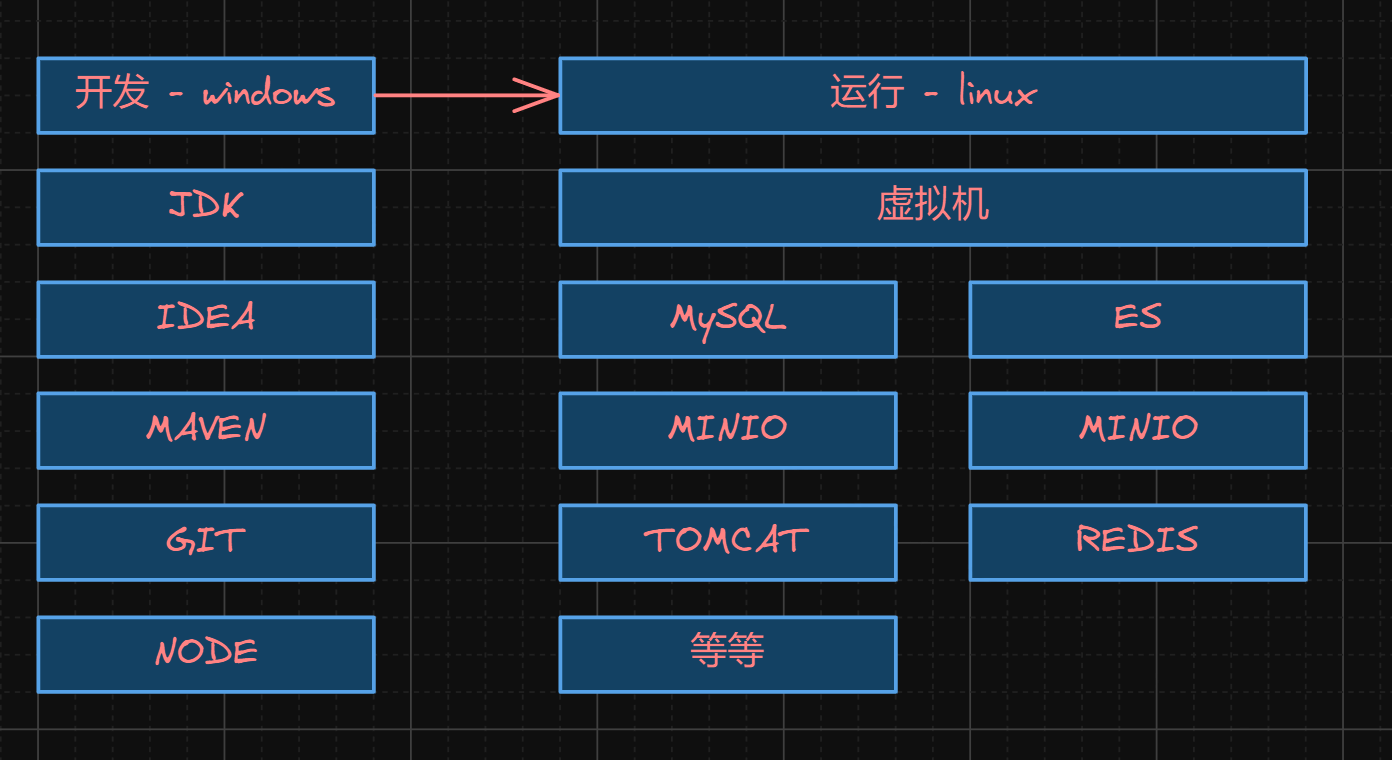 开发 - windows
运行 - linux
JDK
虚拟机
IDEA
MySQL
ES
MAVEN
MINIO
MINIO
GIT
TOMCAT
REDIS
NODE
等等